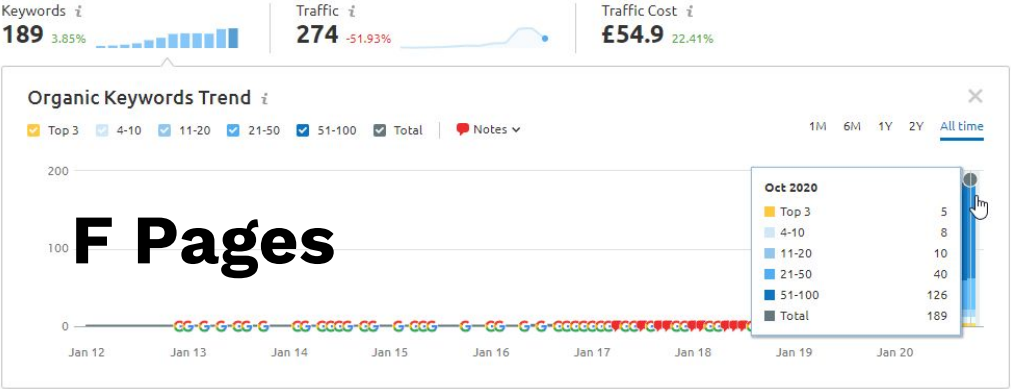 Keywords i Traffic i Traffic Cost i
189 3.85% 274 -51.93% £54.9 22.41%
Organic Keywords Trend i
Top 3 4-10 11-20 21-50 51-100 Total Notes 1M 6M 1Y 2Y All time
200
Oct 2020
Top 3 5
4-10 8
11-20 10
21-50 40
51-100 126
Total 189
100
F Pages
0
Jan 12 Jan 13 Jan 14 Jan 15 Jan 16 Jan 17 Jan 18 Jan 19 Jan 20